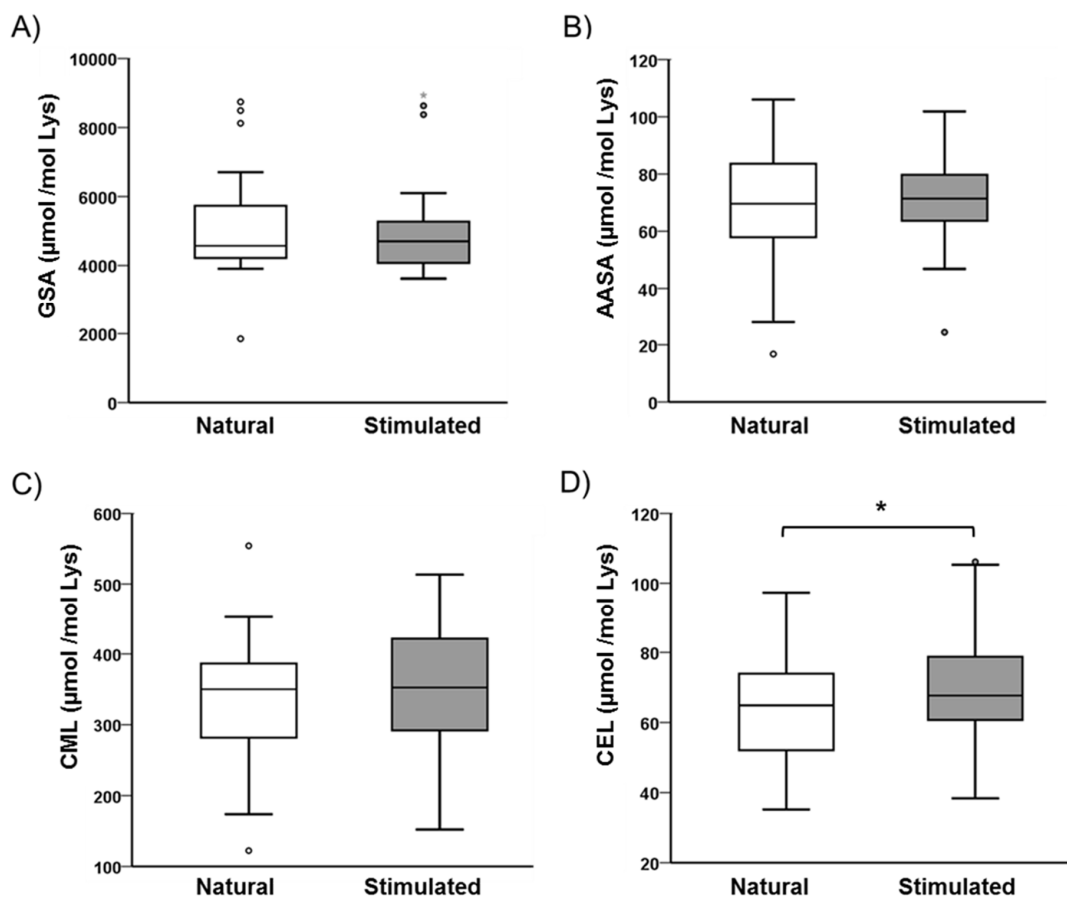 A)
GSA (µmol /mol Lys)
10000
8000
6000
4000
2000
0
Natural Stimulated
*
B)
AASA (µmol /mol Lys)
120
100
80
60
40
20
0
Natural Stimulated
C)
CML (µmol /mol Lys)
600
500
400
300
200
100
Natural Stimulated
D)
CEL (µmol /mol Lys)
120
100
80
60
40
20
*
Natural Stimulated